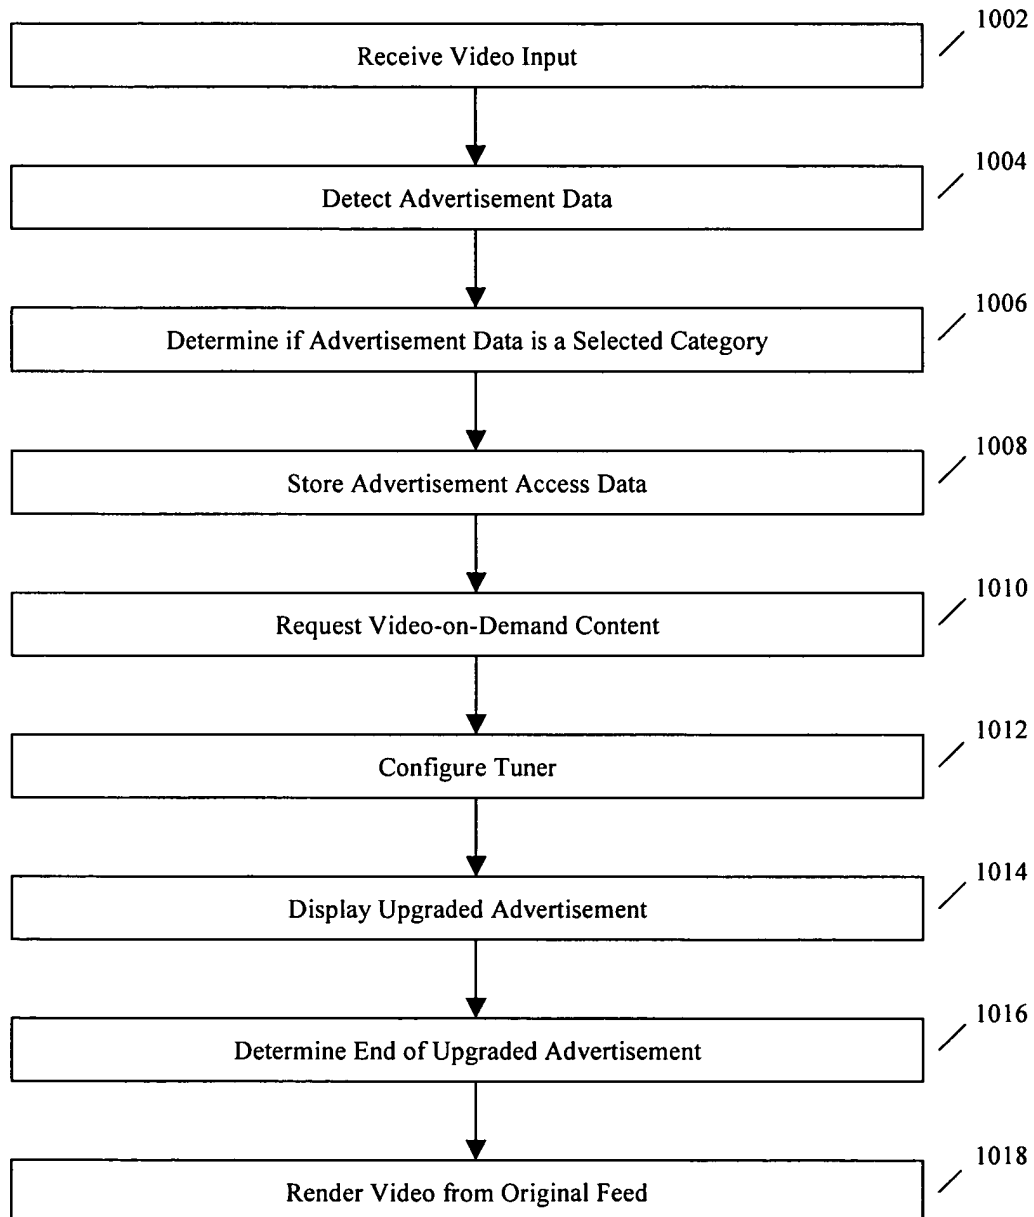 1002
Receive Video Input
1004
Detect Advertisement Data
1006
Determine if Advertisement Data is a Selected Category
1008
Store Advertisement Access Data
1010
Request Video-on-Demand Content
1012
Configure Tuner
1014
Display Upgraded Advertisement
1016
Determine End of Upgraded Advertisement
1018
Render Video from Original Feed